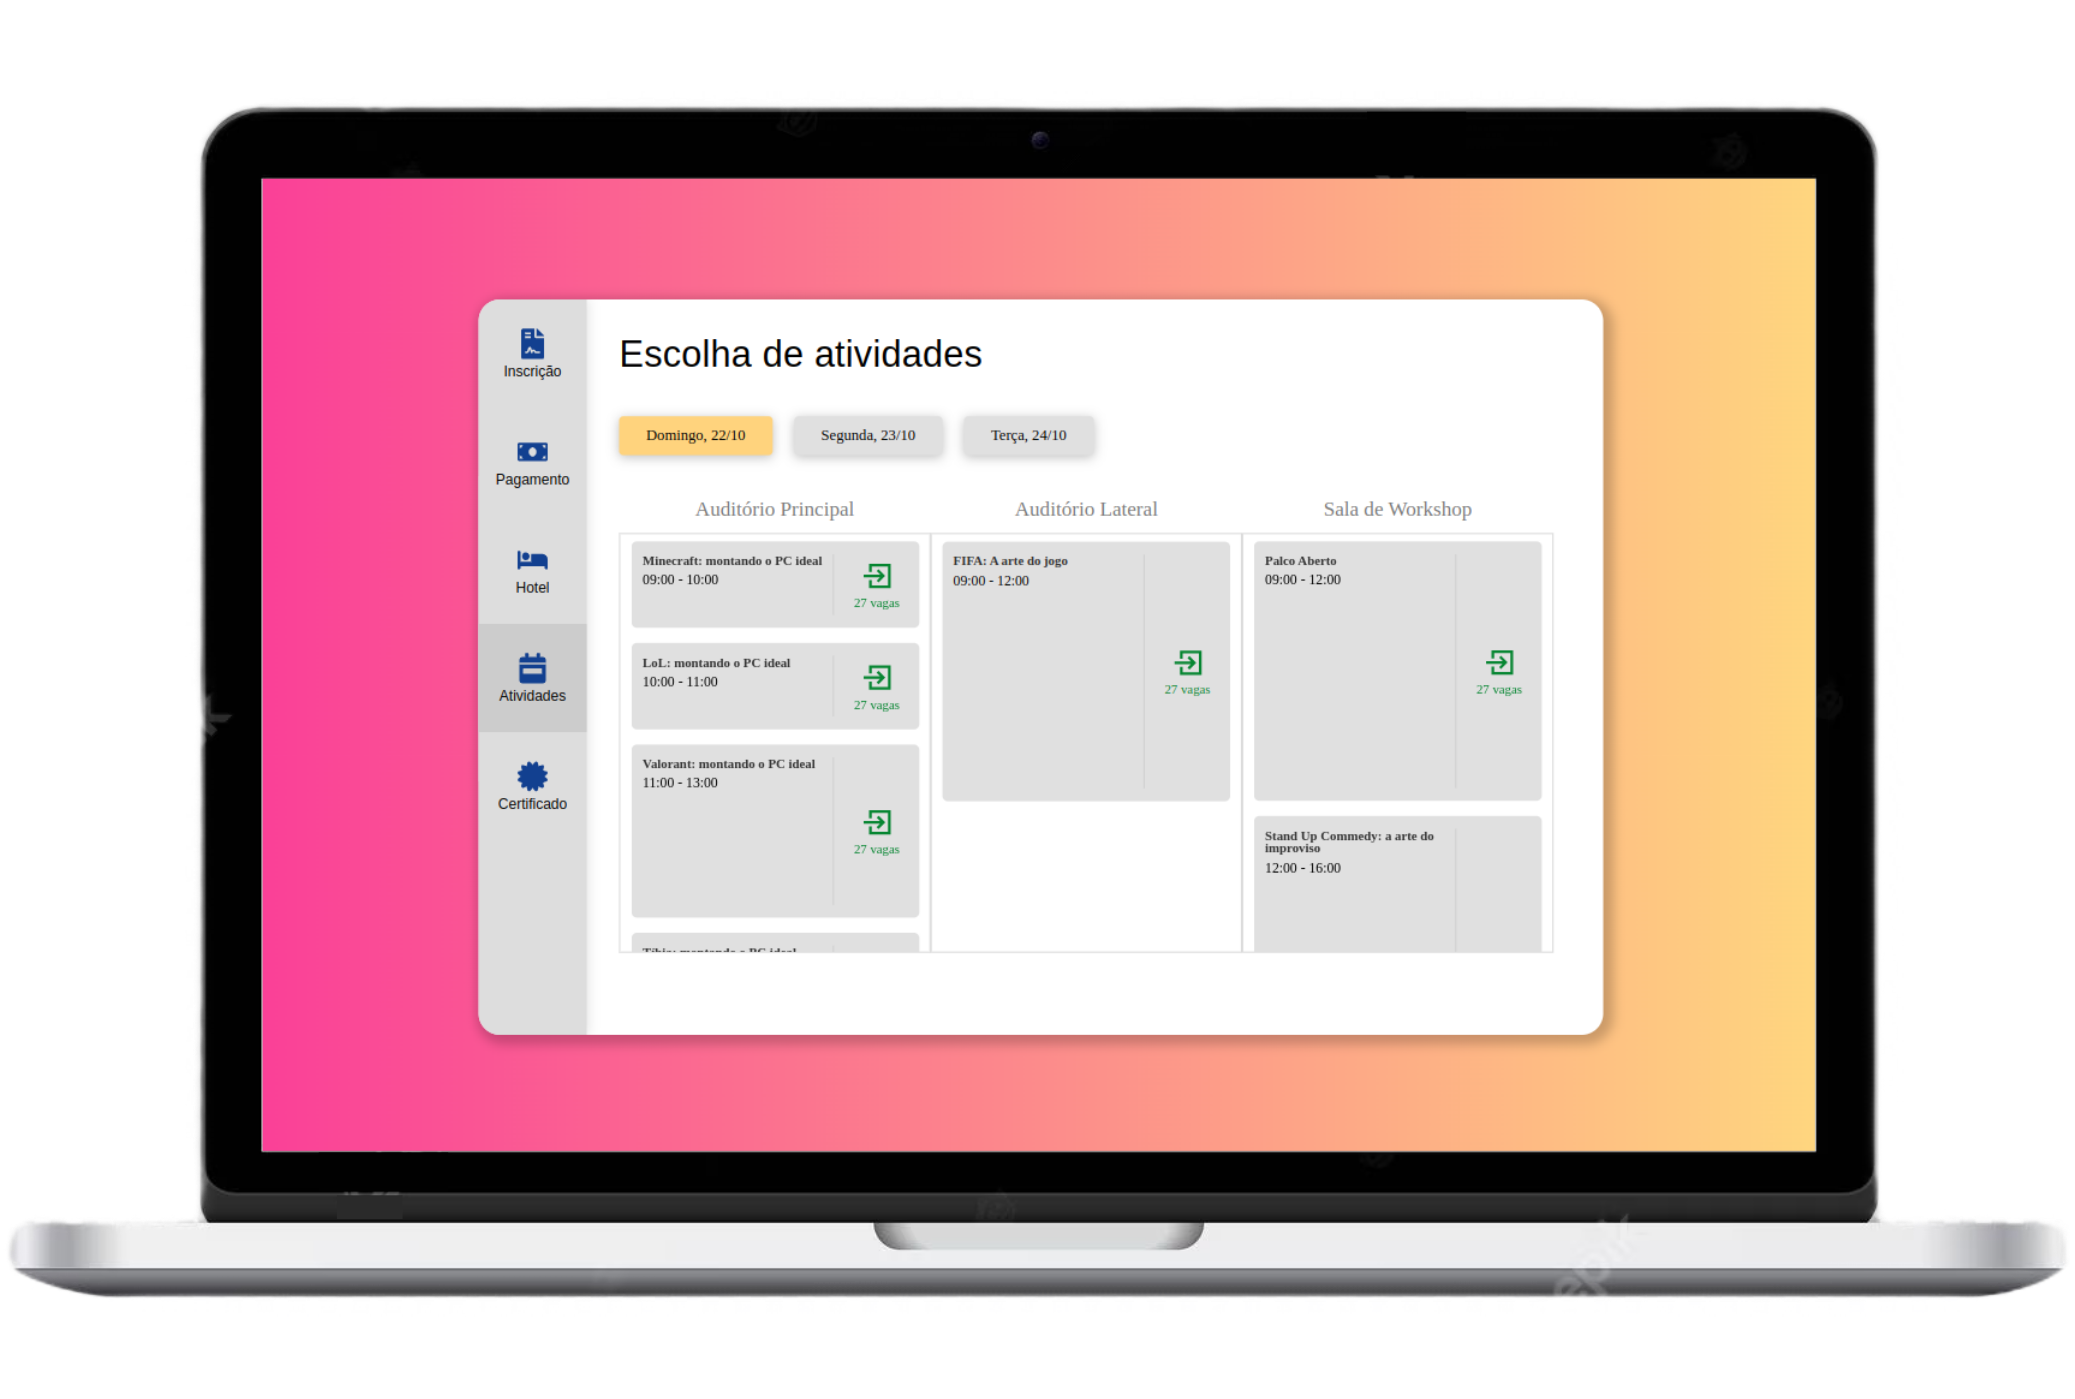 Inscrição
Pagamento
Hotel
Atividades
Certificado
Escolha de atividades
Domingo, 22/10
Segunda, 23/10
Terça, 24/10
Auditório Principal
Auditório Lateral
Sala de Workshop
Minecraft: montando o PC ideal
09:00 - 10:00
27 vagas
LoL: montando o PC ideal
10:00 - 11:00
27 vagas
Valorant: montando o PC ideal
11:00 - 13:00
27 vagas
montando o PC ideal
FIFA: A arte do jogo
09:00 - 12:00
27 vagas
Palco Aberto
09:00 - 12:00
27 vagas
Stand Up Commedy: a arte do
improviso
12:00 - 16:00